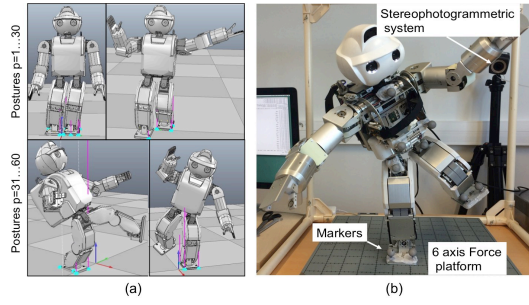 Postures p=1...30
Postures p=31...60
(a)
Stereophotogrammetric
system
Markers
6 axis Force
platform
(b)